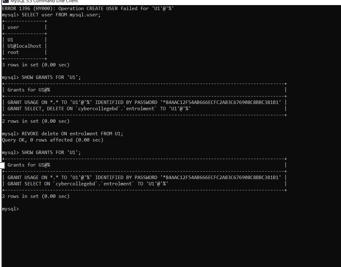 MySQL 5.5 Command Line Client
ERROR 1396 (HY000): Operation CREATE USER failed for 'U1'@'%'
mysql> SELECT user FROM mysql.user;
+--------------+
| user |
+--------------+
| U1 |
| U1@localhost |
| root |
+--------------+
3 rows in set (0.00 sec)
mysql> SHOW GRANTS FOR 'U1';
| Grants for U1@% |
| GRANT USAGE ON *.* TO 'U1'@'%' IDENTIFIED BY PASSWORD |
| GRANT SELECT, DELETE ON `cybercollegebd`.`entrolment` TO 'U1'@'%' |
2 rows in set (0.00 sec)
mysql> REVOKE delete ON entrolment FROM U1;
Query OK, 0 rows affected (0.00 sec)
mysql> SHOW GRANTS FOR 'U1';
| Grants for U1@% |
| GRANT USAGE ON *.* TO 'U1'@'%' IDENTIFIED BY PASSWORD |
| GRANT SELECT ON `cybercollegebd`.`entrolment` TO 'U1'@'%' |
2 rows in set (0.00 sec)
mysql>